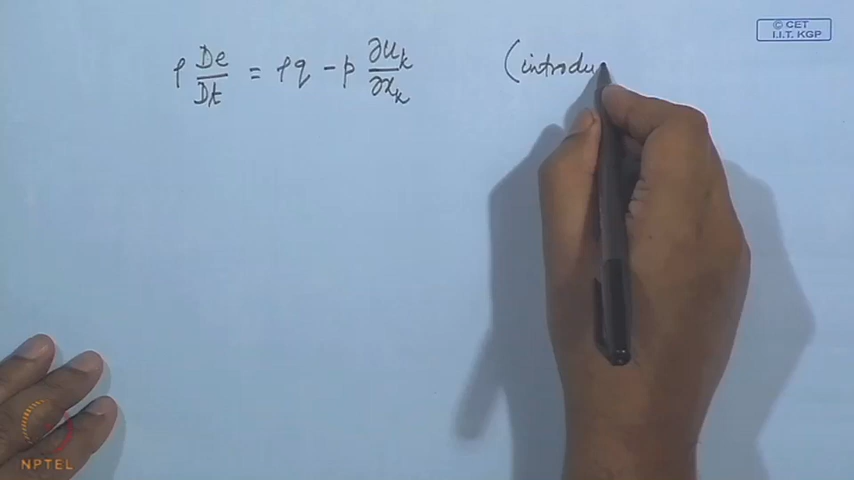 ρ De/Dt = ρq - p ∂u_k/∂x_k (introdu
© CET
I.I.T. KGP
NPTEL